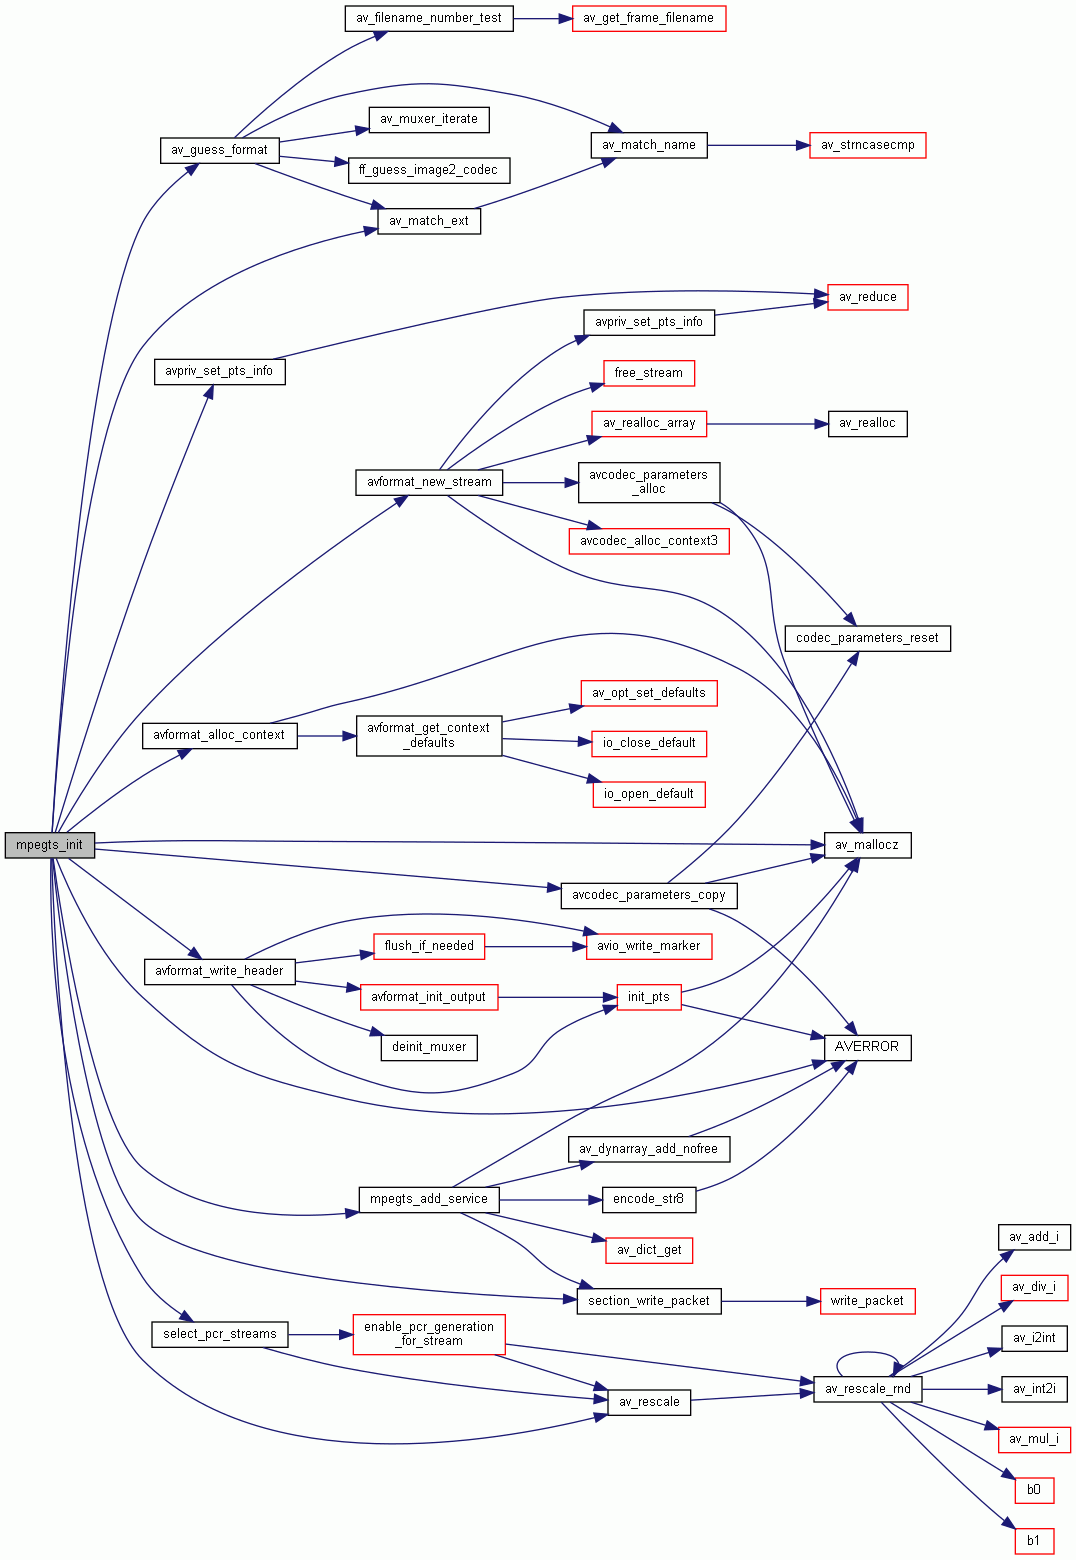 av_filename_number_test
av_get_frame_filename
av_muxer_iterate
av_guess_format
av_match_name
av_strncasecmp
ff_guess_image2_codec
av_match_ext
av_reduce
avpriv_set_pts_info
avpriv_set_pts_info
free_stream
av_realloc_array
av_realloc
avformat_new_stream
avcodec_parameters
_alloc
avcodec_alloc_context3
codec_parameters_reset
av_opt_set_defaults
avformat_alloc_context
avformat_get_context
_defaults
io_close_default
io_open_default
mpegts_init
av_mallocz
avcodec_parameters_copy
flush_if_needed
avio_write_marker
avformat_write_header
avformat_init_output
init_pts
deinit_muxer
AVERROR
av_dynarray_add_nofree
mpegts_add_service
encode_str8
av_dict_get
av_add_i
section_write_packet
write_packet
av_div_i
select_pcr_streams
enable_pcr_generation
_for_stream
av_i2int
av_rescale_rnd
av_int2i
av_rescale
av_mul_i
b0
b1